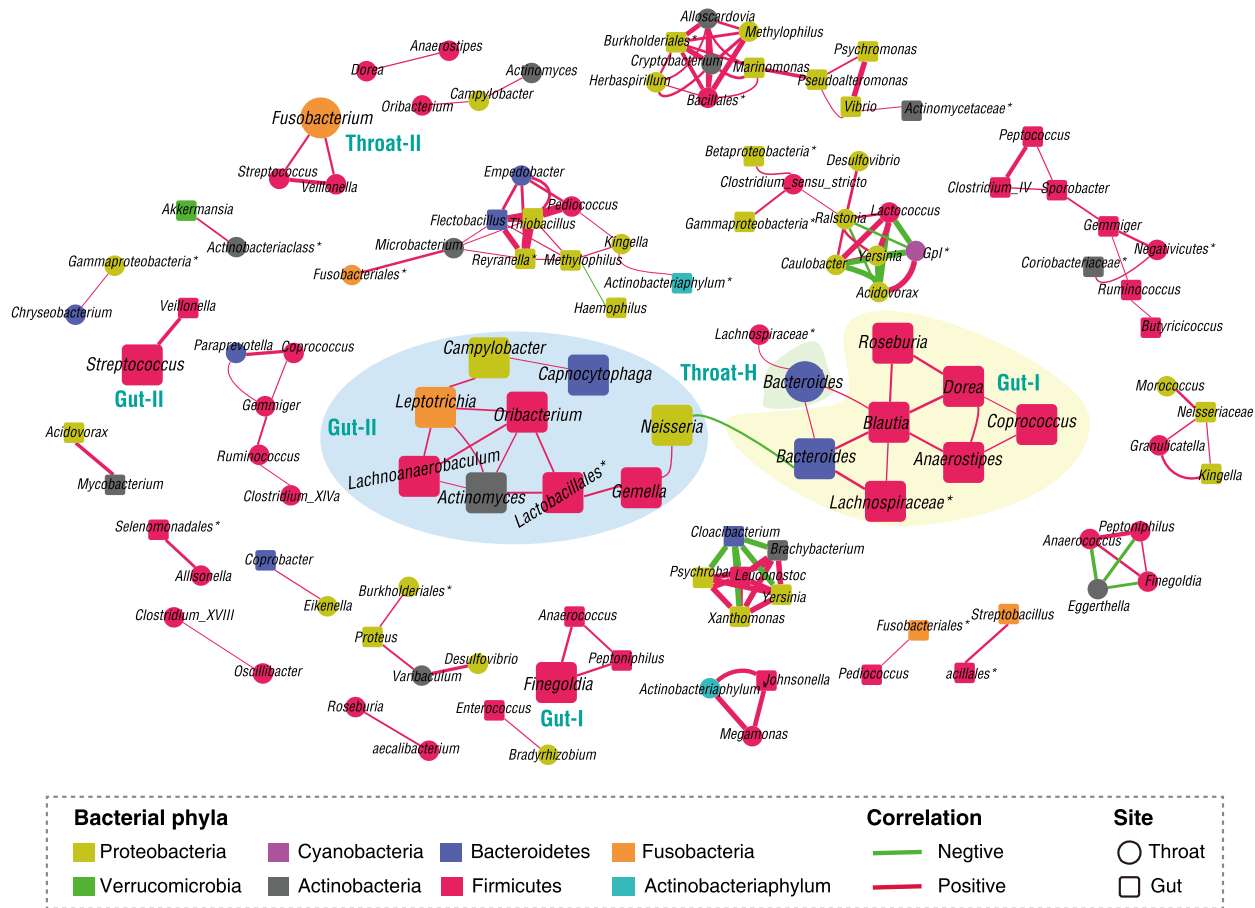 Alloscardovia
Methylophilus
Burkholderiales*
Cryptobacterium
Marinomonas
Herbaspirillum
Bacillales*
Psychromonas
Pseudoalteromonas
Vibrio
Actinomycetaceae*
Anaerostipes
Dorea
Actinomyces
Campylobacter
Oribacterium
Fusobacterium
Throat-II
Streptococcus
Veillonella
Peptococcus
Clostridium_IV
Sporobacter
Gemmiger
Negativicutes*
Coriobacteriaceae*
Ruminococcus
Butyricicoccus
Betaproteobacteria*
Desulfovibrio
Clostridium_sensu_stricto
Gammaproteobacteria*
Ralstonia
Lactococcus
Yersinia
Gpl*
Caulobacter
Acidovorax
Empedobacter
Pediococcus
Flectobacillus
Thiobacillus
Microbacterium
Kingella
Reyranella*
Methylophilus
Fusobacteriales*
Actinobacteriaphylum*
Haemophilus
Akkermansia
Actinobacteriaclass*
Gammaproteobacteria*
Chryseobacterium
Veillonella
Streptococcus
Gut-II
Paraprevotella
Coprococcus
Gemmiger
Ruminococcus
Clostridium_XIVa
Acidovorax
Mycobacterium
Campylobacter
Capnocytophaga
Leptotrichia
Oribacterium
Gut-II
Neisseria
Lachnoanaerobaculum
Actinomyces
Lactobacillales*
Gemella
Lachnospiraceae*
Throat-H
Bacteroides
Roseburia
Dorea
Gut-I
Blautia
Coprococcus
Bacteroides
Anaerostipes
Lachnospiraceae*
Morococcus
Neisseriaceae
Granulicatella
Kingella
Selenomonadales*
Allisonella
Coprobacter
Eikenella
Clostridium_XVIII
Oscillibacter
Burkholderiales*
Proteus
Varibaculum
Desulfovibrio
Roseburia
aecalibacterium
Anaerococcus
Peptoniphilus
Finegoldia
Gut-I
Enterococcus
Bradyrhizobium
Cloacibacterium
Brachybacterium
Psychroba
Leuconostoc
Yersinia
Xanthomonas
Actinobacteriaphylum*
Johnsonella
Megamonas
Peptoniphilus
Anaerococcus
Finegoldia
Eggerthella
Streptobacillus
Fusobacteriales*
Pediococcus
acillales*
Bacterial phyla
Correlation
Site
Proteobacteria
Cyanobacteria
Bacteroidetes
Fusobacteria
Negtive
Throat
Verrucomicrobia
Actinobacteria
Firmicutes
Actinobacteriaphylum
Positive
Gut